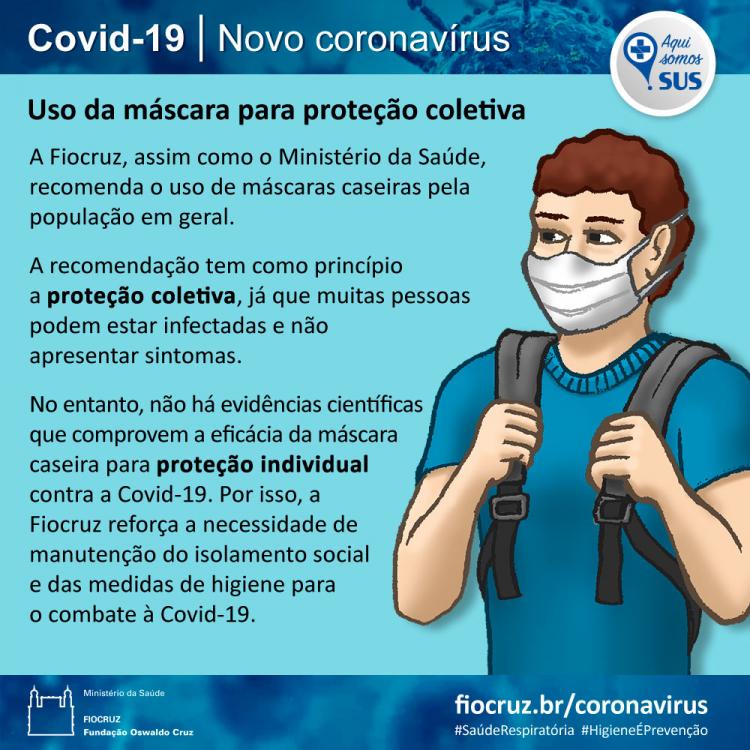 Covid-19 | Novo coronavírus
Aqui
somos
SUS
Uso da máscara para proteção coletiva
A Fiocruz, assim como o Ministério da Saúde,
recomenda o uso de máscaras caseiras pela
população em geral.
A recomendação tem como princípio
a proteção coletiva, já que muitas pessoas
podem estar infectadas e não
apresentar sintomas.
No entanto, não há evidências científicas
que comprovem a eficácia da máscara
caseira para proteção individual
contra a Covid-19. Por isso, a
Fiocruz reforça a necessidade de
manutenção do isolamento social
e das medidas de higiene para
o combate à Covid-19.
Ministério da Saúde
FIOCRUZ
Fundação Oswaldo Cruz
fiocruz.br/coronavirus
#SaúdeRespiratória #HigieneÉPrevenção